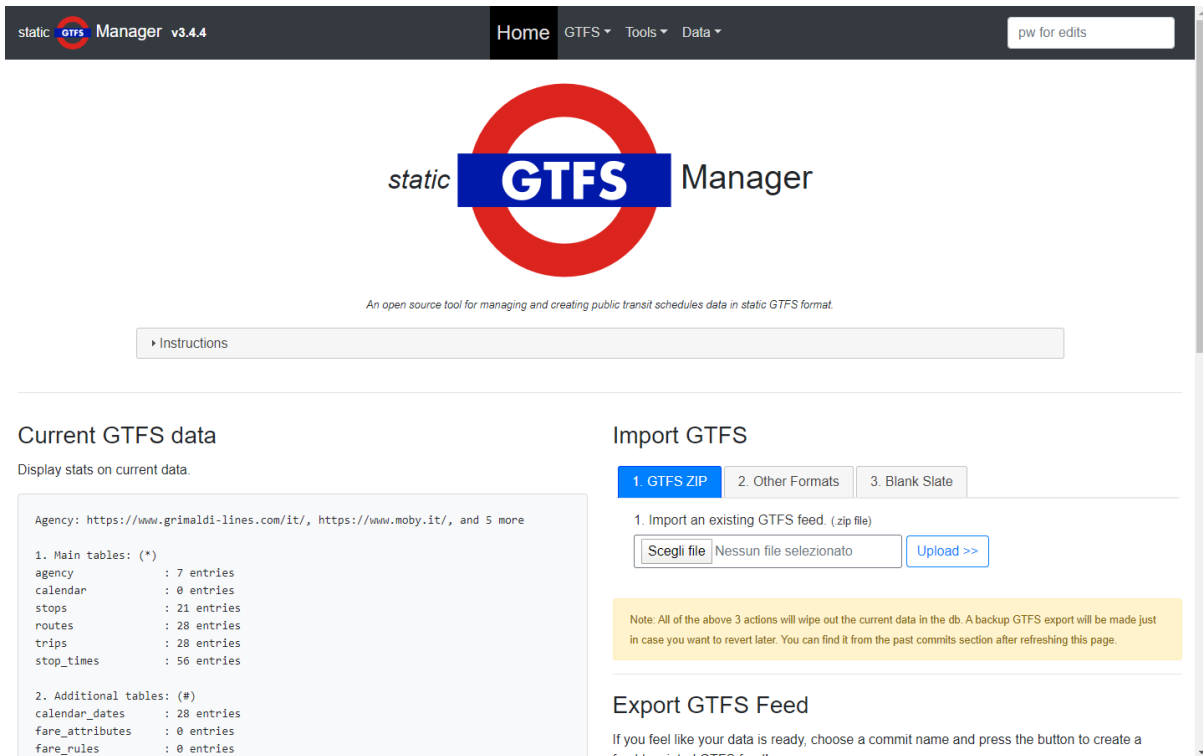 static GTFS Manager v3.4.4
Home GTFS Tools Data
pw for edits
static GTFS Manager
An open source tool for managing and creating public transit schedules data in static GTFS format.
Instructions
Current GTFS data
Display stats on current data.
Agency: https://www.grimaldi-lines.com/it/, https://www.moby.it/, and 5 more
1. Main tables: (*)
agency : 7 entries
calendar : 0 entries
stops : 21 entries
routes : 28 entries
trips : 28 entries
stop_times : 56 entries
2. Additional tables: (#)
calendar_dates : 28 entries
fare_attributes : 0 entries
fare_rules : 0 entries
Import GTFS
1. GTFS ZIP 2. Other Formats 3. Blank Slate
1. Import an existing GTFS feed. (.zip file)
Scegli file Nessun file selezionato Upload >>
Note: All of the above 3 actions will wipe out the current data in the db. A backup GTFS export will be made just
in case you want to revert later. You can find it from the past commits section after refreshing this page.
Export GTFS Feed
If you feel like your data is ready, choose a commit name and press the button to create a